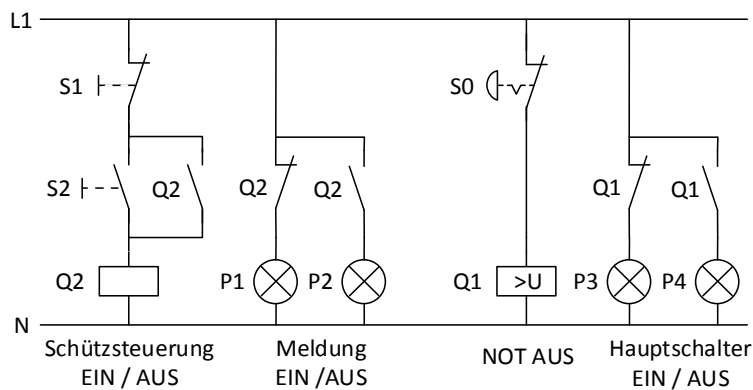 L1
S1
S0
S2
Q2
Q2
Q2
Q1
Q1
Q2
P1
P2
Q1
>U
P3
P4
N
Schützsteuerung
EIN / AUS
Meldung
EIN /AUS
NOT AUS
Hauptschalter
EIN / AUS